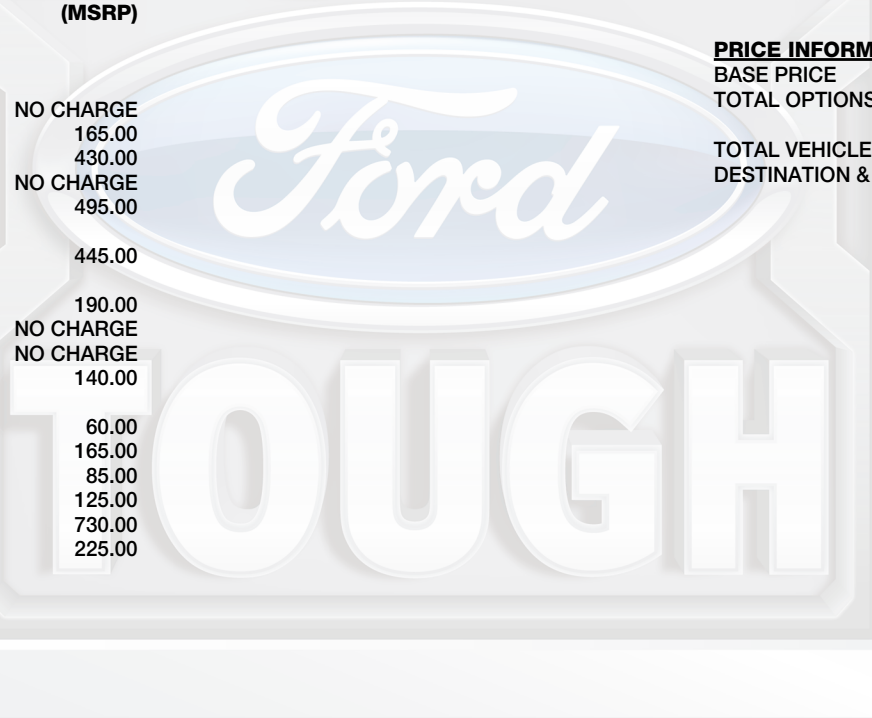 (MSRP)
NO CHARGE
165.00
430.00
NO CHARGE
495.00
445.00
190.00
NO CHARGE
NO CHARGE
140.00
60.00
165.00
85.00
125.00
730.00
225.00
PRICE INFORM
BASE PRICE
TOTAL OPTIONS
TOTAL VEHICLE
DESTINATION &
Ford
TOUGH